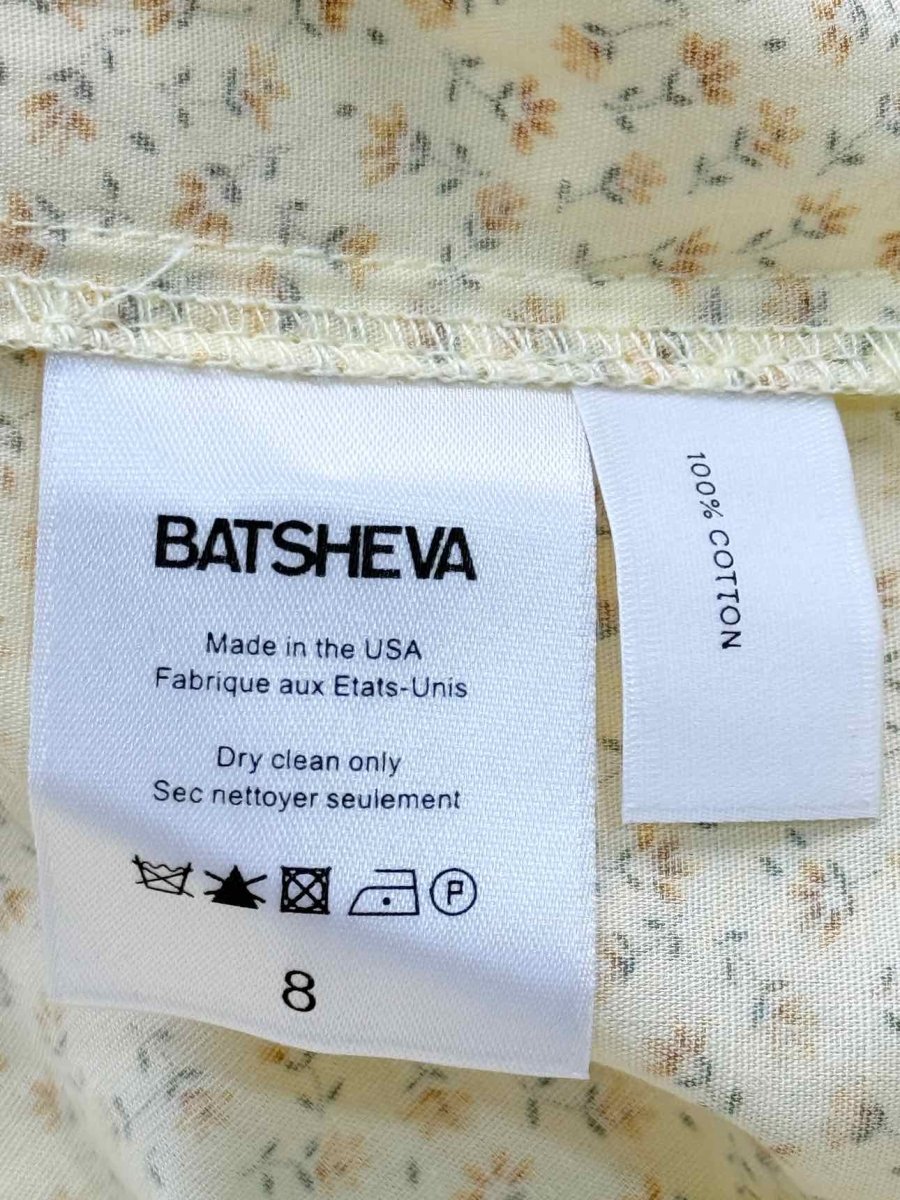 BATSHEVA
Made in the USA
Fabrique aux Etats-Unis
Dry clean only
Sec nettoyer seulement
P
8
100% COTTON